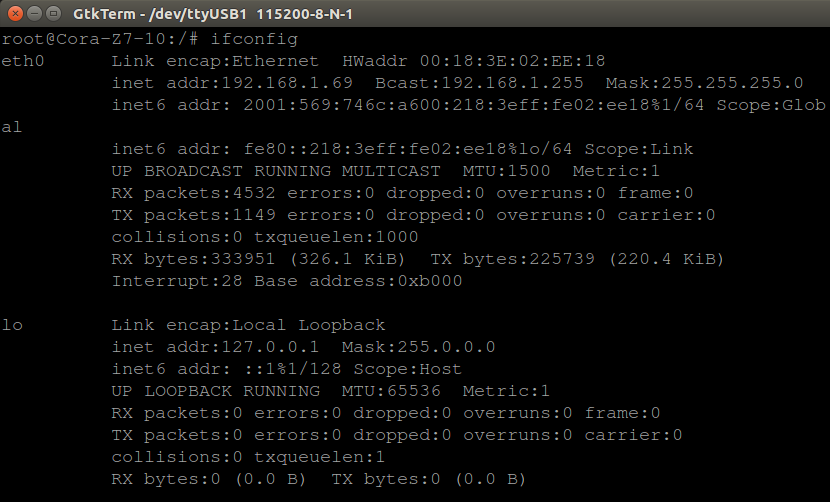 GtkTerm - /dev/ttyUSB1  115200-8-N-1
root@Cora-Z7-10:/# ifconfig
eth0      Link encap:Ethernet  HWaddr 00:18:3E:02:EE:18
          inet addr:192.168.1.69  Bcast:192.168.1.255  Mask:255.255.255.0
          inet6 addr: 2001:569:746c:a600:218:3eff:fe02:ee18%1/64 Scope:Glob
al
          inet6 addr: fe80::218:3eff:fe02:ee18%lo/64 Scope:Link
          UP BROADCAST RUNNING MULTICAST  MTU:1500  Metric:1
          RX packets:4532 errors:0 dropped:0 overruns:0 frame:0
          TX packets:1149 errors:0 dropped:0 overruns:0 carrier:0
          collisions:0 txqueuelen:1000
          RX bytes:333951 (326.1 KiB)  TX bytes:225739 (220.4 KiB)
          Interrupt:28 Base address:0xb000

lo        Link encap:Local Loopback
          inet addr:127.0.0.1  Mask:255.0.0.0
          inet6 addr: ::1%1/128 Scope:Host
          UP LOOPBACK RUNNING  MTU:65536  Metric:1
          RX packets:0 errors:0 dropped:0 overruns:0 frame:0
          TX packets:0 errors:0 dropped:0 overruns:0 carrier:0
          collisions:0 txqueuelen:1
          RX bytes:0 (0.0 B)  TX bytes:0 (0.0 B)